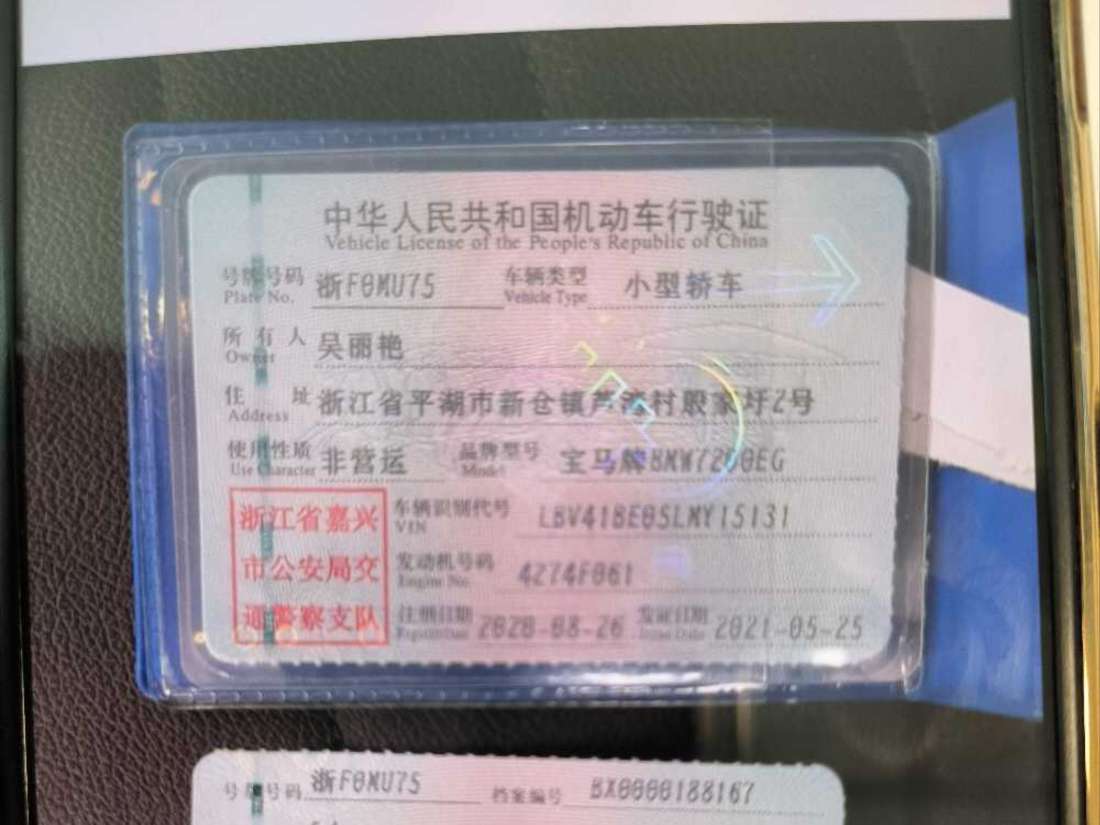 中华人民共和国机动车行驶证
Vehicle License of the People's Republic of China
号牌号码 浙F0MU75 车辆类型 小型轿车
Plate No. Vehicle Type
所有人 吴丽艳
Owner
住址 浙江省平湖市新仓镇芦 村殷家圩2号
Address
使用性质 非营运 品牌型号 宝马牌BMW7200EG
Use Character Model
浙江省嘉兴 车辆识别代号 LBV41BE05LMY15131
VIN
市公安局交 发动机号码 4274F061
Engine No.
通警察支队 注册日期 2020-08-26 发证日期 2021-05-25
Register Date Issue Date
号牌号码 浙F0MU75 档案编号 BX0000188167